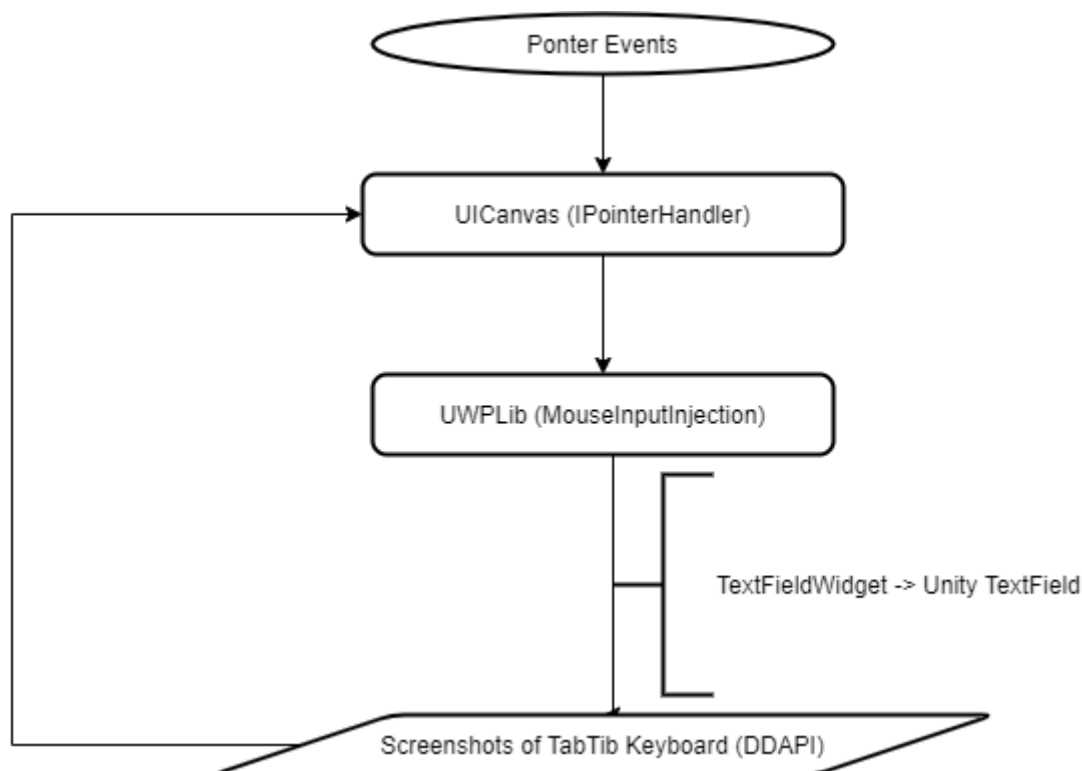 Ponter Events
UICanvas (IPointerHandler)
UWPLib (MouseInputInjection)
TextFieldWidget -> Unity TextField
Screenshots of TabTib Keyboard (DDAPI)